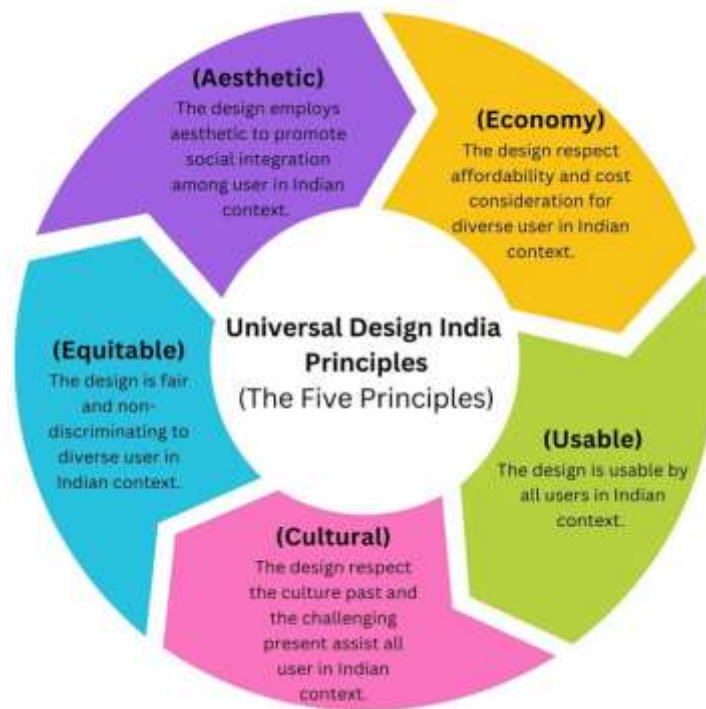 Universal Design India
Principles
(The Five Principles)
(Aesthetic)
The design employs
aesthetic to promote
social integration
among user in Indian
context.
(Economy)
The design respect
affordability and cost
consideration for
diverse user in Indian
context.
(Usable)
The design is usable by
all users in Indian
context.
(Cultural)
The design respect
the culture past and
the challenging
present assist all
user in Indian
context.
(Equitable)
The design is fair
and non-
discriminating to
diverse user in
Indian context.